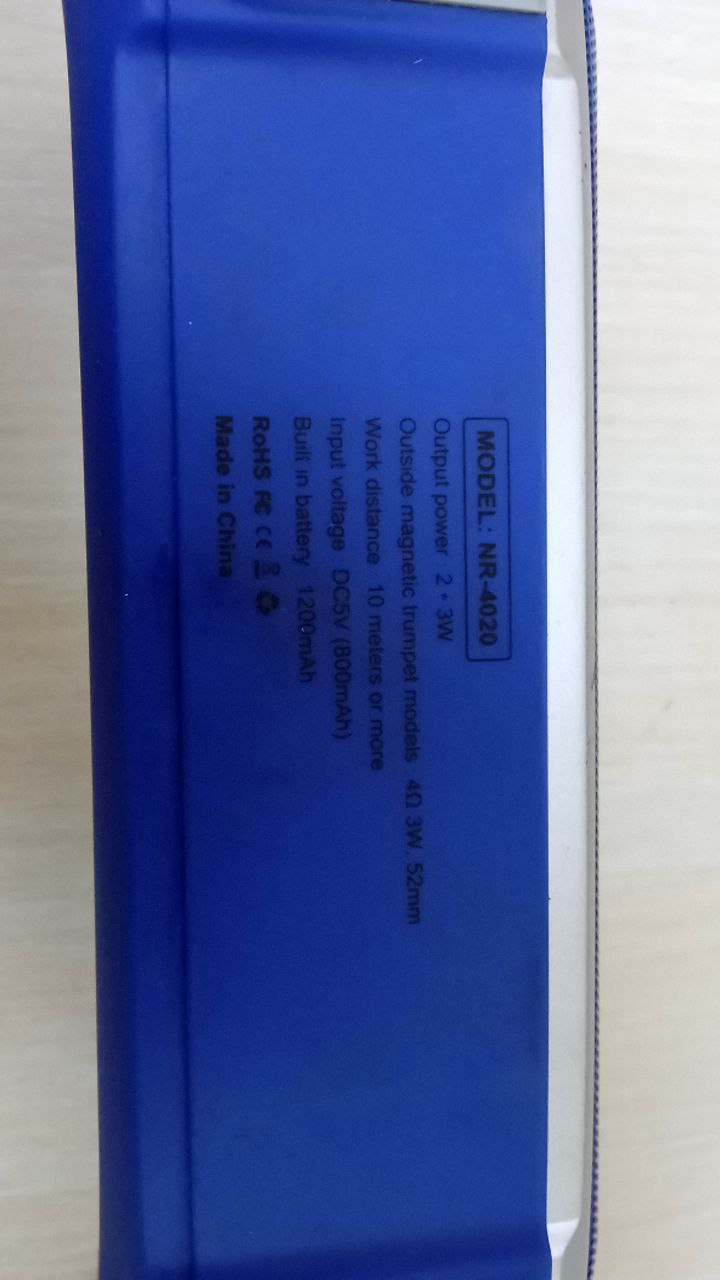 MODEL: NR-4020
Output power 2 * 3W
Outside magnetic trumpet models 4Ω 3W, 52mm
Work distance 10 meters or more
Input voltage DC5V (800mAh)
Built in battery 1200mAh
RoHS FC CE
Made in China